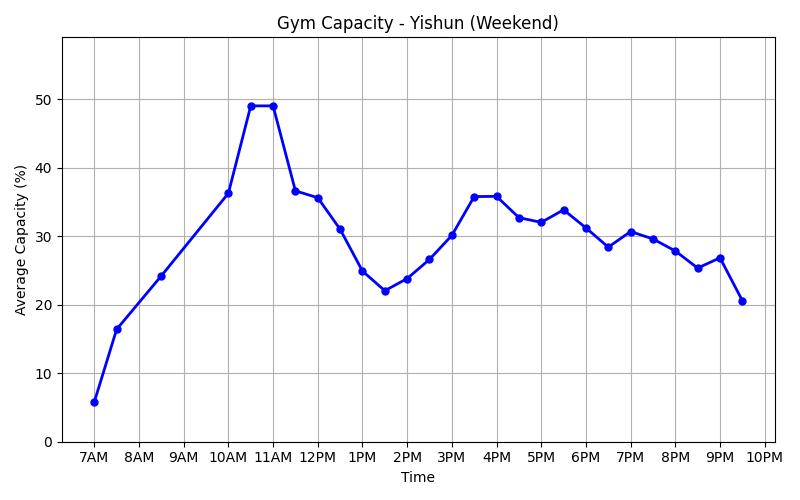 Gym Capacity - Yishun (Weekend)
Average Capacity (%)
50
40
30
20
10
0
7AM 8AM 9AM 10AM 11AM 12PM 1PM 2PM 3PM 4PM 5PM 6PM 7PM 8PM 9PM 10PM
Time